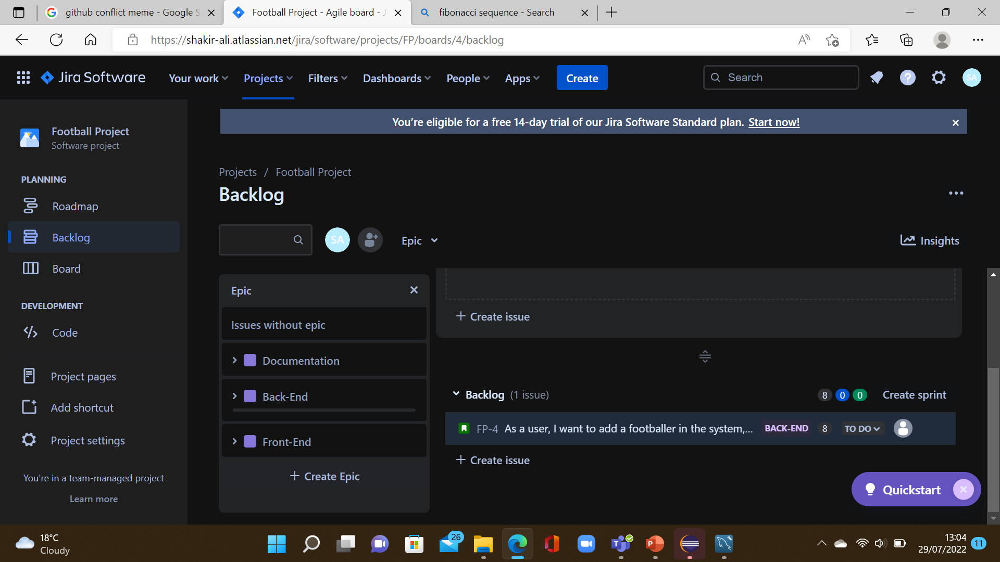 github conflict meme - Google S
Football Project - Agile board - J
fibonacci sequence - Search
https://shakir-ali.atlassian.net/jira/software/projects/FP/boards/4/backlog
Jira Software
Your work
Projects
Filters
Dashboards
People
Apps
Create
Search
SA
Football Project
Software project
You're eligible for a free 14-day trial of our Jira Software Standard plan. Start now!
PLANNING
Roadmap
Backlog
Board
DEVELOPMENT
Code
Project pages
Add shortcut
Project settings
You're in a team-managed project
Learn more
Projects / Football Project
Backlog
SA
Epic
Insights
Epic
Issues without epic
Documentation
Back-End
Front-End
+ Create Epic
+ Create issue
Backlog (1 issue)
8 0 0
Create sprint
FP-4 As a user, I want to add a footballer in the system,... BACK-END 8 TO DO
+ Create issue
Quickstart
18°C
Cloudy
26
13:04
29/07/2022
11